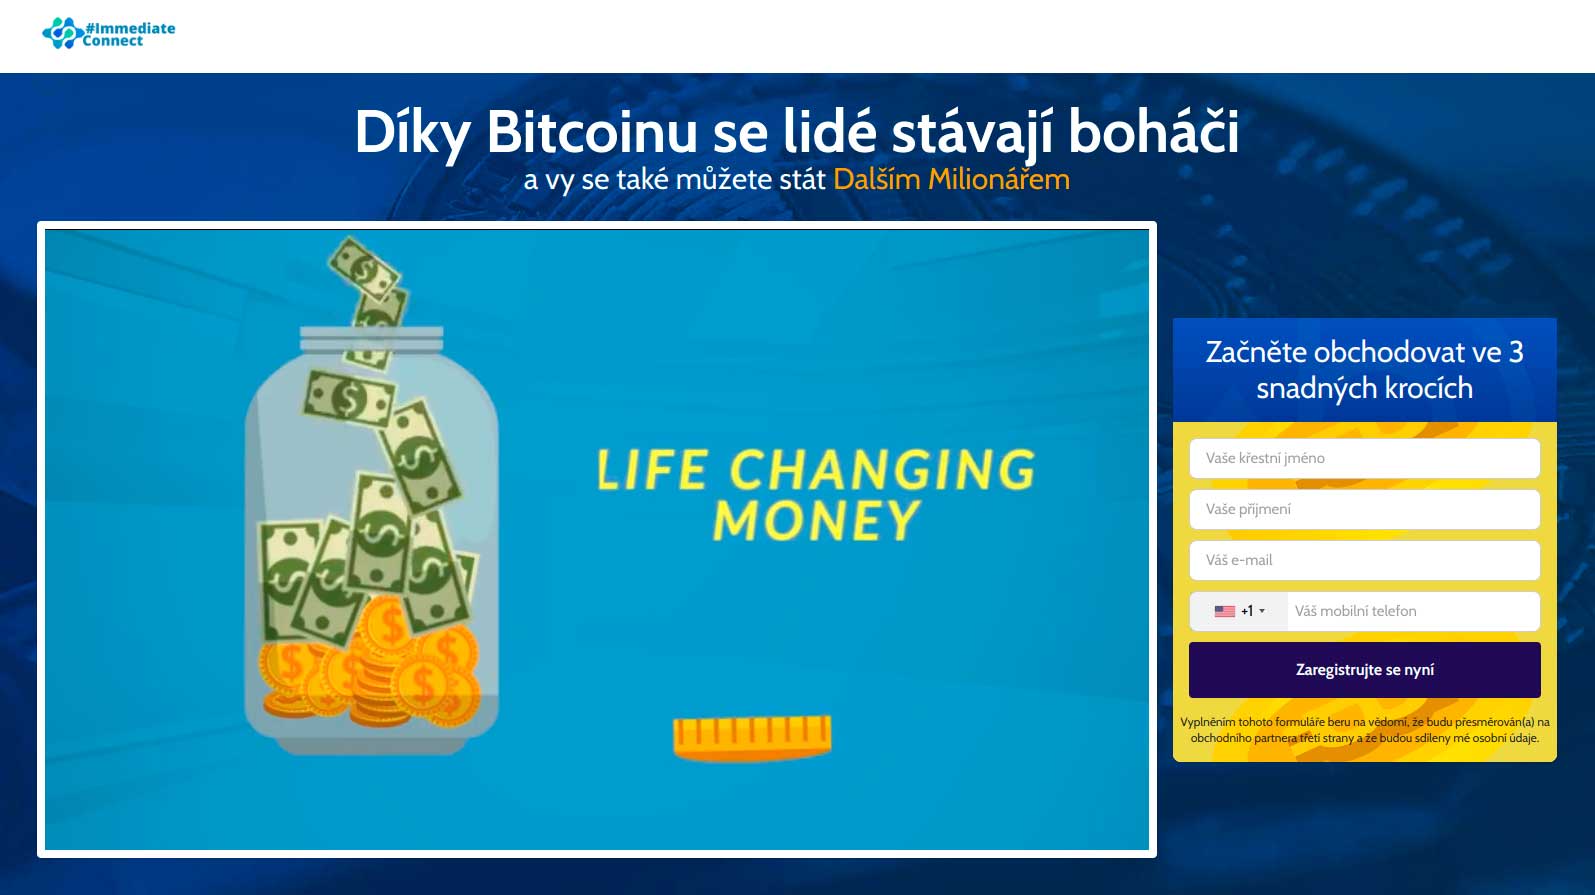 #Immediate
Connect
Díky Bitcoinu se lidé stávají boháči
a vy se také můžete stát Dalším Milionářem
LIFE CHANGING
MONEY
Začněte obchodovat ve 3
snadných krocích
Vaše křestní jméno
Vaše příjmení
Váš e-mail
+1 Váš mobilní telefon
Zaregistrujte se nyní
Vyplněním tohoto formuláře beru na vědomí, že budu přesměrován(a) na
obchodního partnera třetí strany a že budou sdíleny mé osobní údaje.